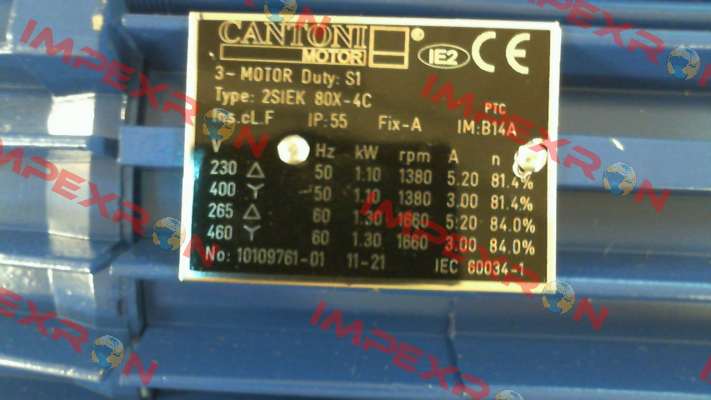 CANTONI ®
MOTOR
IE2 CE
3~MOTOR Duty: S1
Type: 2SIEK 80X-4C
PTC
Ins.cL.F IP:55 Fix-A IM:B14A
V Hz kW rpm A n
230 △ 50 1.10 1380 5.20 81.4%
400 Y 50 1.10 1380 3.00 81.4%
265 △ 60 1.30 1660 5:20 84.0%
460 Y 60 1.30 1660 3.00 84.0%
No: 10109761-01 11-21 IEC 60034-1
IMPEXRON
IMPEXRON
IMPEXRON
IMPEXRON
IMPEXRON